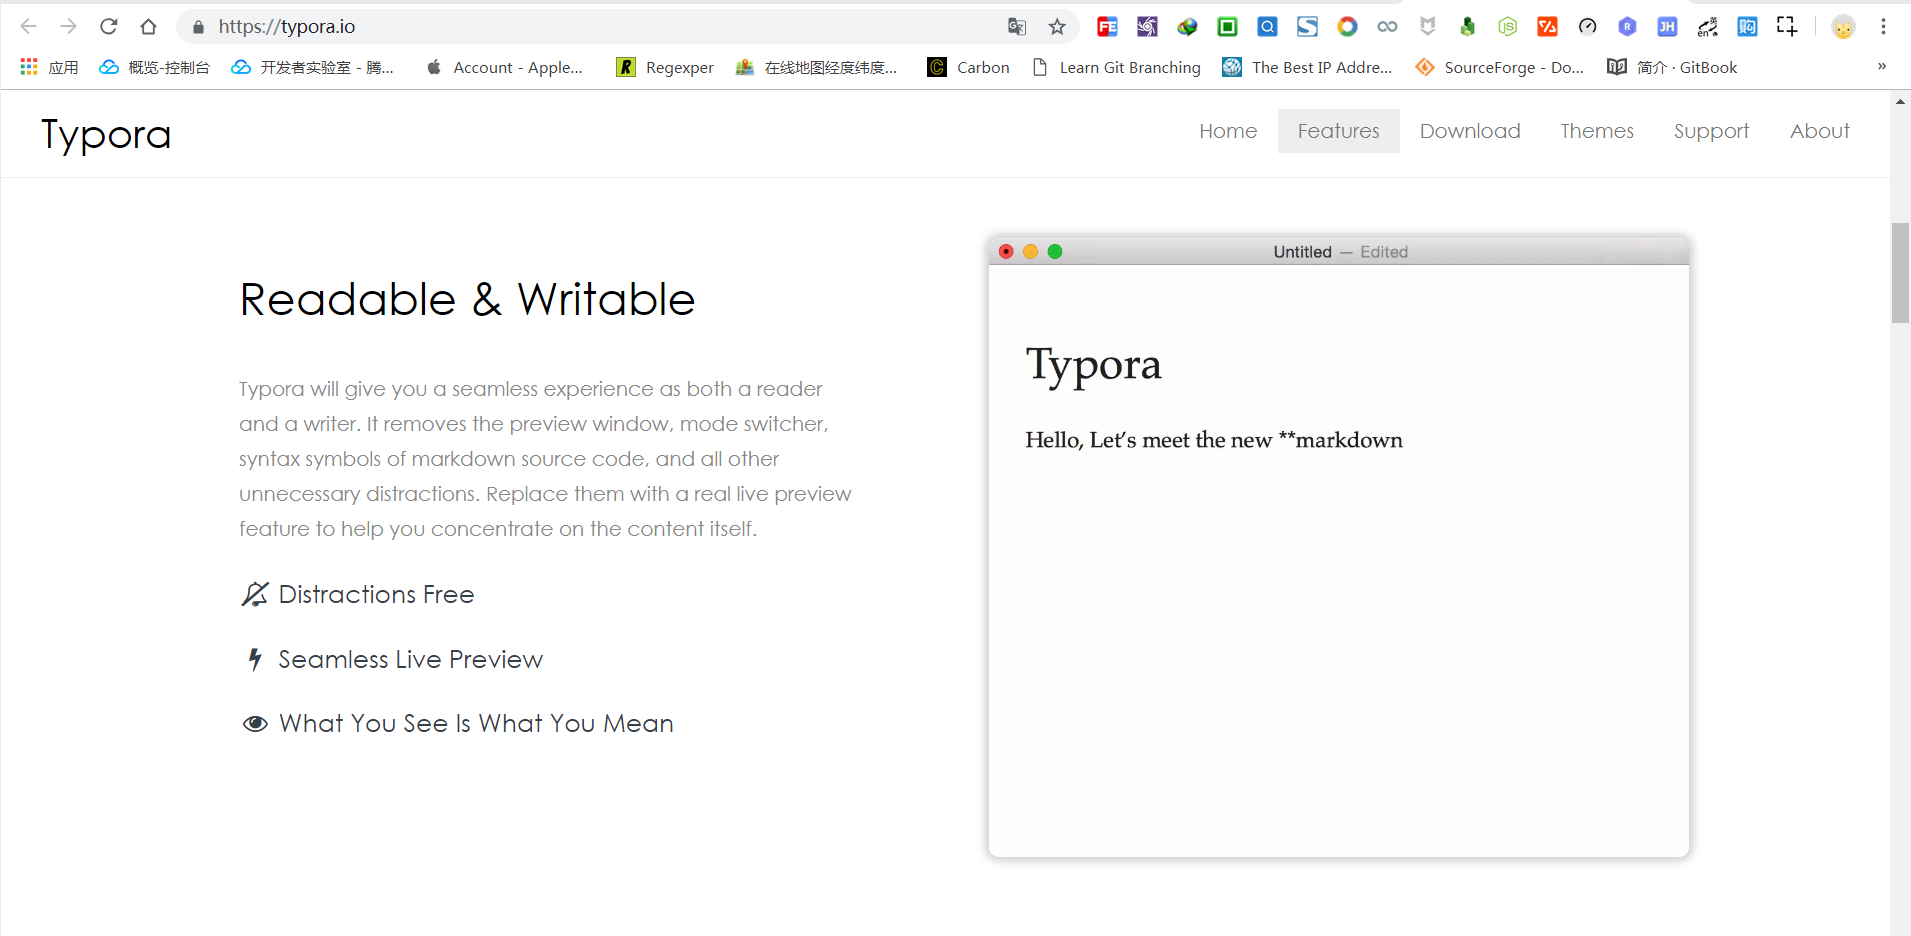 https://typora.io
应用
概览-控制台
开发者实验室 - 腾...
Account - Apple...
Regexper
在线地图经度纬度...
Carbon
Learn Git Branching
The Best IP Addre...
SourceForge - Do...
简介 · GitBook
»
Typora
Home
Features
Download
Themes
Support
About
Readable & Writable
Typora will give you a seamless experience as both a reader
and a writer. It removes the preview window, mode switcher,
syntax symbols of markdown source code, and all other
unnecessary distractions. Replace them with a real live preview
feature to help you concentrate on the content itself.
Distractions Free
Seamless Live Preview
What You See Is What You Mean
Untitled — Edited
Typora
Hello, Let’s meet the new **markdown